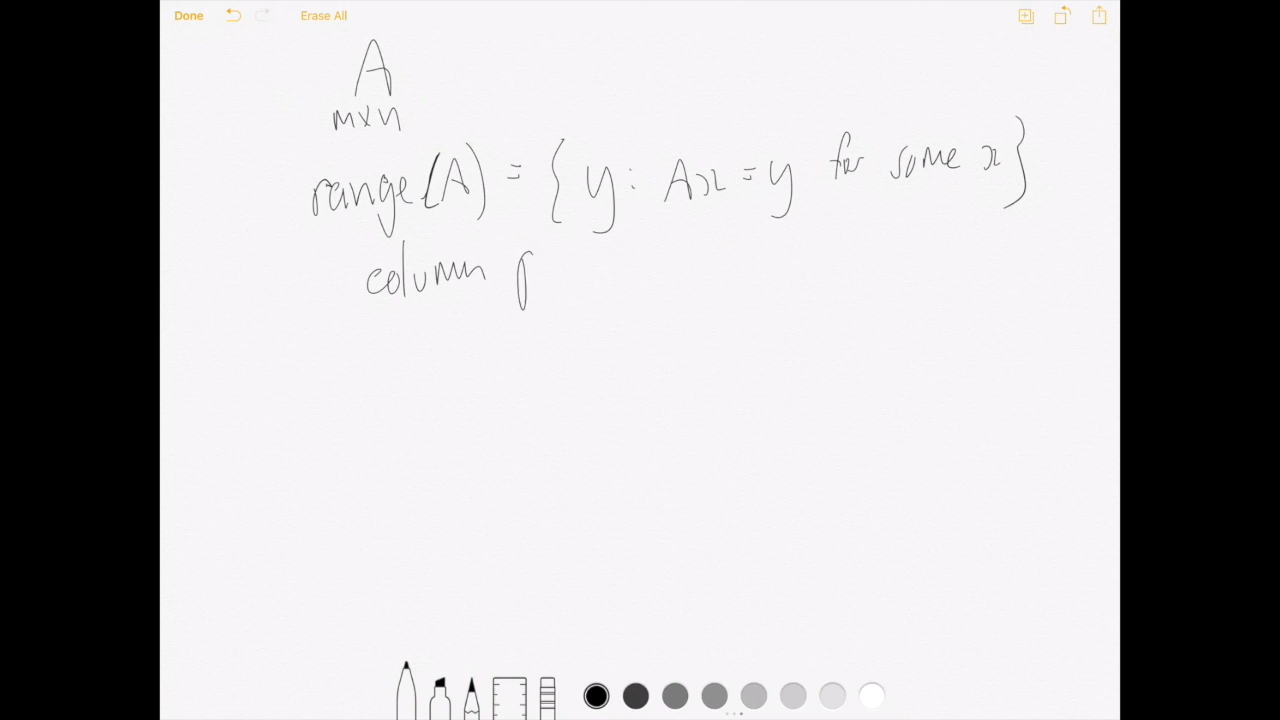 Done Erase All
A
m×n
range(A) = { y : Ax = y for some x }
column